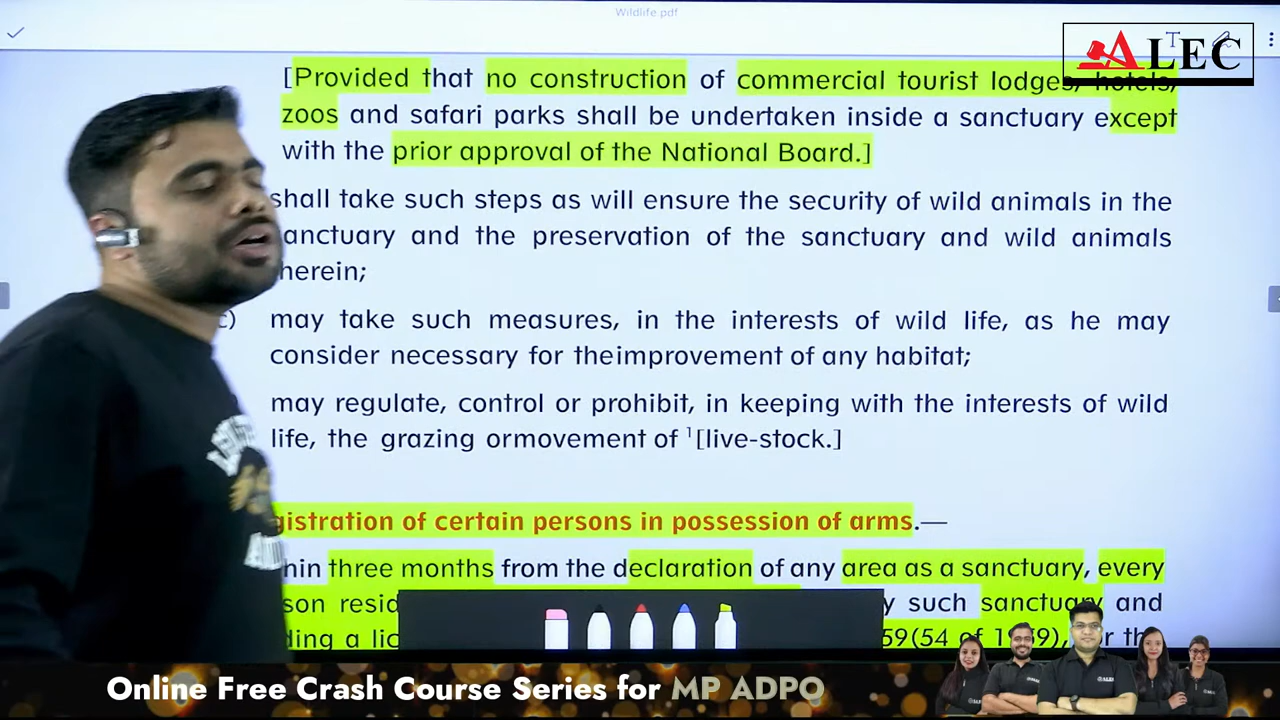 Wildlife.pdf
ALEC
[Provided that no construction of commercial tourist lodges, hotels,
zoos and safari parks shall be undertaken inside a sanctuary except
with the prior approval of the National Board.]
shall take such steps as will ensure the security of wild animals in the
anctuary and the preservation of the sanctuary and wild animals
herein;
c) may take such measures, in the interests of wild life, as he may
consider necessary for theimprovement of any habitat;
may regulate, control or prohibit, in keeping with the interests of wild
life, the grazing ormovement of 1[live-stock.]
gistration of certain persons in possession of arms.—
hin three months from the declaration of any area as a sanctuary, every
son resid y such sanctuary and
ding a lic 59(54 of 1959), or th
Online Free Crash Course Series for MP ADPO